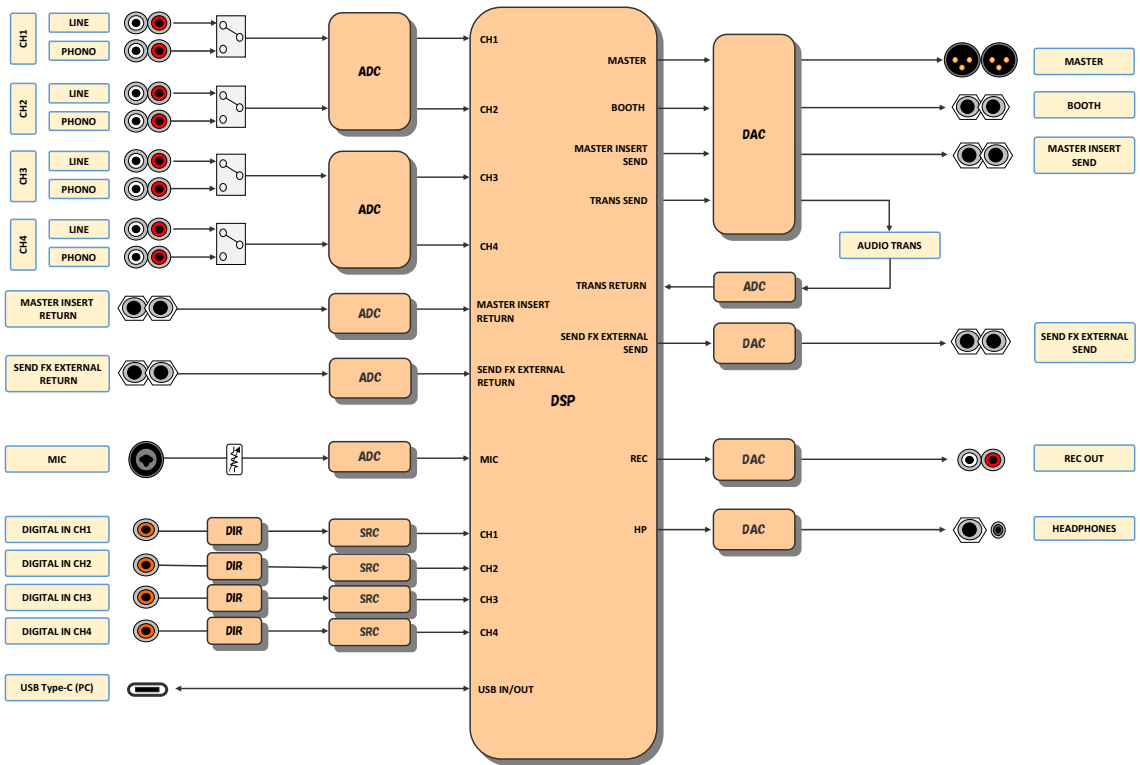 CH1
LINE
PHONO
CH2
LINE
PHONO
CH3
LINE
PHONO
CH4
LINE
PHONO
MASTER INSERT
RETURN
SEND FX EXTERNAL
RETURN
MIC
DIGITAL IN CH1
DIGITAL IN CH2
DIGITAL IN CH3
DIGITAL IN CH4
USB Type-C (PC)
DIR
DIR
DIR
DIR
ADC
ADC
ADC
ADC
ADC
SRC
SRC
SRC
SRC
CH1
CH2
CH3
CH4
MASTER INSERT
RETURN
SEND FX EXTERNAL
RETURN
MIC
CH1
CH2
CH3
CH4
USB IN/OUT
DSP
MASTER
BOOTH
MASTER INSERT
SEND
TRANS SEND
TRANS RETURN
SEND FX EXTERNAL
SEND
REC
HP
DAC
ADC
DAC
DAC
DAC
AUDIO TRANS
MASTER
BOOTH
MASTER INSERT
SEND
SEND FX EXTERNAL
SEND
REC OUT
HEADPHONES